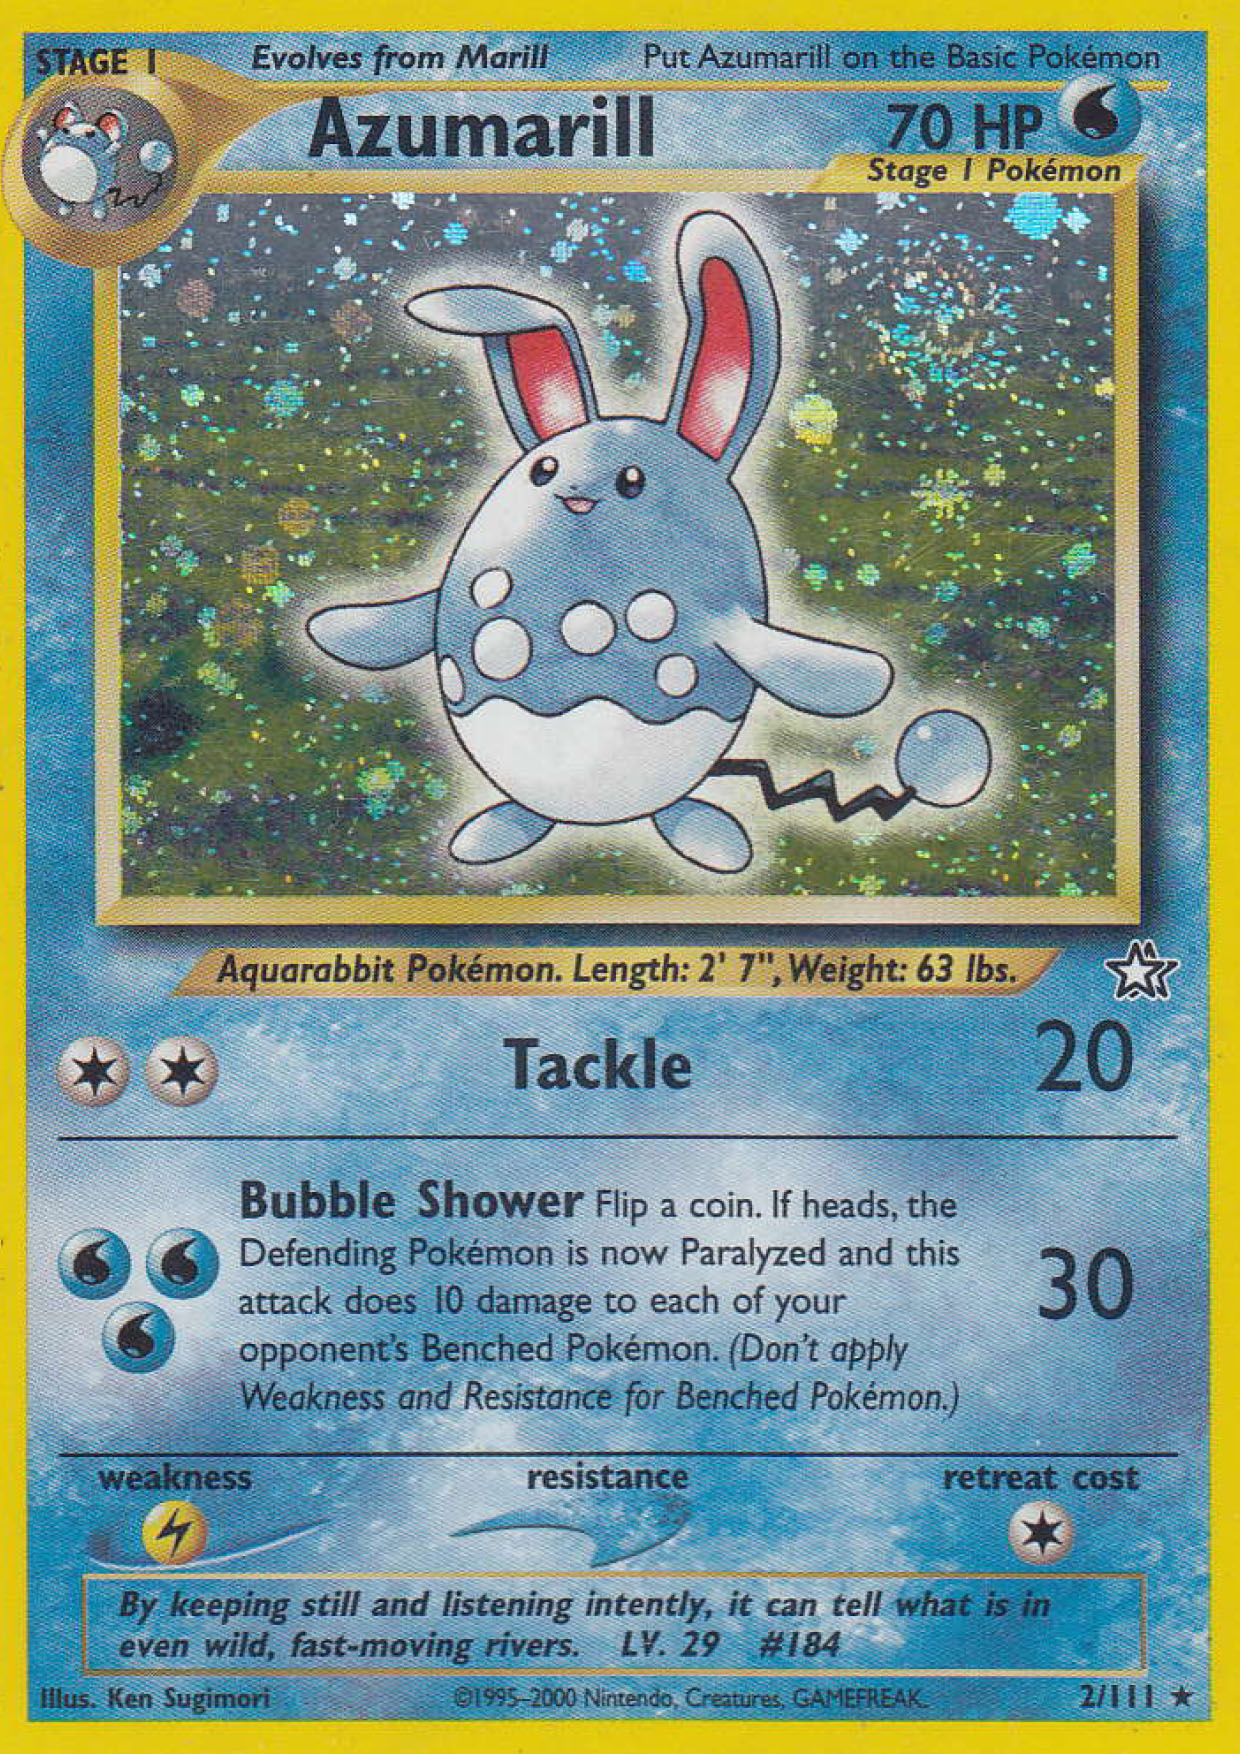 STAGE 1 Evolves from Marill Put Azumarill on the Basic Pokémon
Azumarill 70 HP
Stage 1 Pokémon
Aquarabbit Pokémon. Length: 2' 7", Weight: 63 lbs.
Tackle 20
Bubble Shower Flip a coin. If heads, the
Defending Pokémon is now Paralyzed and this
attack does 10 damage to each of your
opponent's Benched Pokémon. (Don't apply
Weakness and Resistance for Benched Pokémon.)
30
weakness resistance retreat cost
By keeping still and listening intently, it can tell what is in
even wild, fast-moving rivers. LV. 29 #184
Illus. Ken Sugimori ©1995–2000 Nintendo, Creatures, GAMEFREAK. 2/111 ★